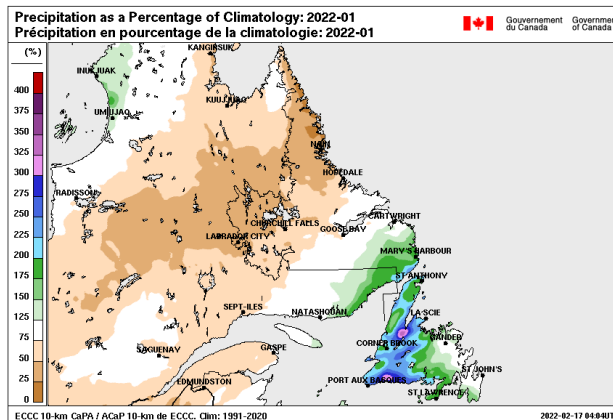 Precipitation as a Percentage of Climatology: 2022-01
Précipitation en pourcentage de la climatologie: 2022-01
Gouvernement
du Canada
Governm
of Canad
(%)
400
375
350
325
300
275
250
225
200
175
150
125
75
50
25
0
KANGIRSUK
INUKJUAK
KUUJJUAQ
UMIUJAQ
NAIN
HOPEDALE
RADISSON
CARTWRIGHT
CHURCHILL FALLS
GOOSE BAY
LABRADOR CITY
MARY'S HARBOUR
ST ANTHONY
SEPT-ILES
NATASHQUAN
LA SCIE
GANDER
CORNER BROOK
SAGUENAY
GASPE
ST JOHN'S
EDMUNDSTON
PORT AUX BASQUES
ST LAWRENCE
ECCC 10-km CaPA / ACaP 10-km de ECCC. Clim: 1991-2020
2022-02-17 04:04UT